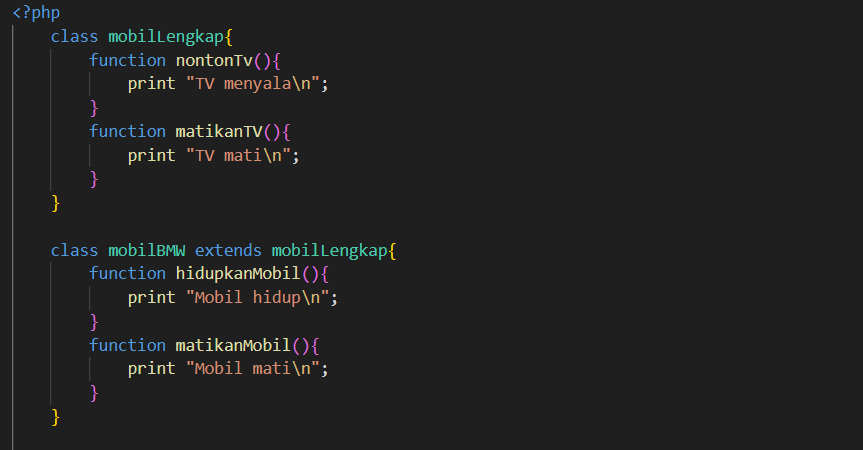 <?php
class mobilLengkap{
function nontonTv(){
print "TV menyala\n";
}
function matikanTV(){
print "TV mati\n";
}
}
class mobilBMW extends mobilLengkap{
function hidupkanMobil(){
print "Mobil hidup\n";
}
function matikanMobil(){
print "Mobil mati\n";
}
}